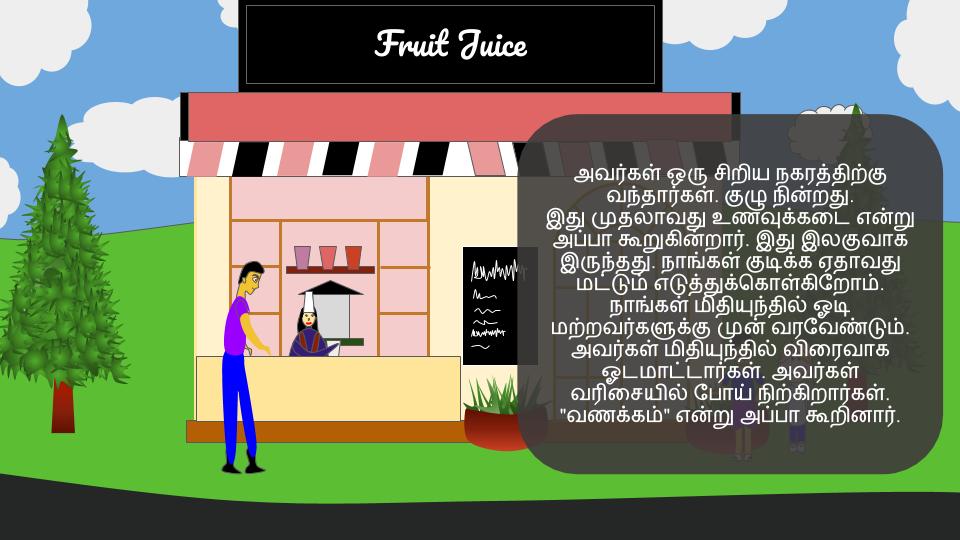 Fruit Juice
அவர்கள் ஒரு சிறிய நகரத்திற்கு
வந்தார்கள். குழு நின்றது.
இது முதலாவது உணவுக்கடை என்று
அப்பா கூறுகின்றார். இது இலகுவாக
இருந்தது. நாங்கள் குடிக்க ஏதாவது
மட்டும் எடுத்துக்கொள்கிறோம்.
நாங்கள் மிதியுந்தில் ஓடி
மற்றவர்களுக்கு முன் வரவேண்டும்.
அவர்கள் மிதியுந்தில் விரைவாக
ஓடமாட்டார்கள். அவர்கள்
வரிசையில் போய் நிற்கிறார்கள்.
"வணக்கம்" என்று அப்பா கூறினார்.